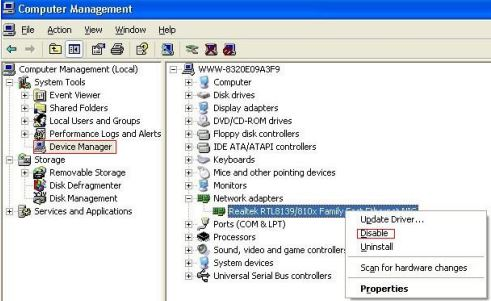 Computer Management
File Action View Window Help
Computer Management (Local)
System Tools
Event Viewer
Shared Folders
Local Users and Groups
Performance Logs and Alerts
Device Manager
Storage
Removable Storage
Disk Defragmenter
Disk Management
Services and Applications
WWW-8320E09A3F9
Computer
Disk drives
Display adapters
DVD/CD-ROM drives
Floppy disk controllers
IDE ATA/ATAPI controllers
Keyboards
Mice and other pointing devices
Monitors
Network adapters
Realtek RTL8139/810x Family Fast Ethernet NIC
Ports (COM & LPT)
Processors
Sound, video and game controllers
System devices
Universal Serial Bus controllers
Update Driver...
Disable
Uninstall
Scan for hardware changes
Properties